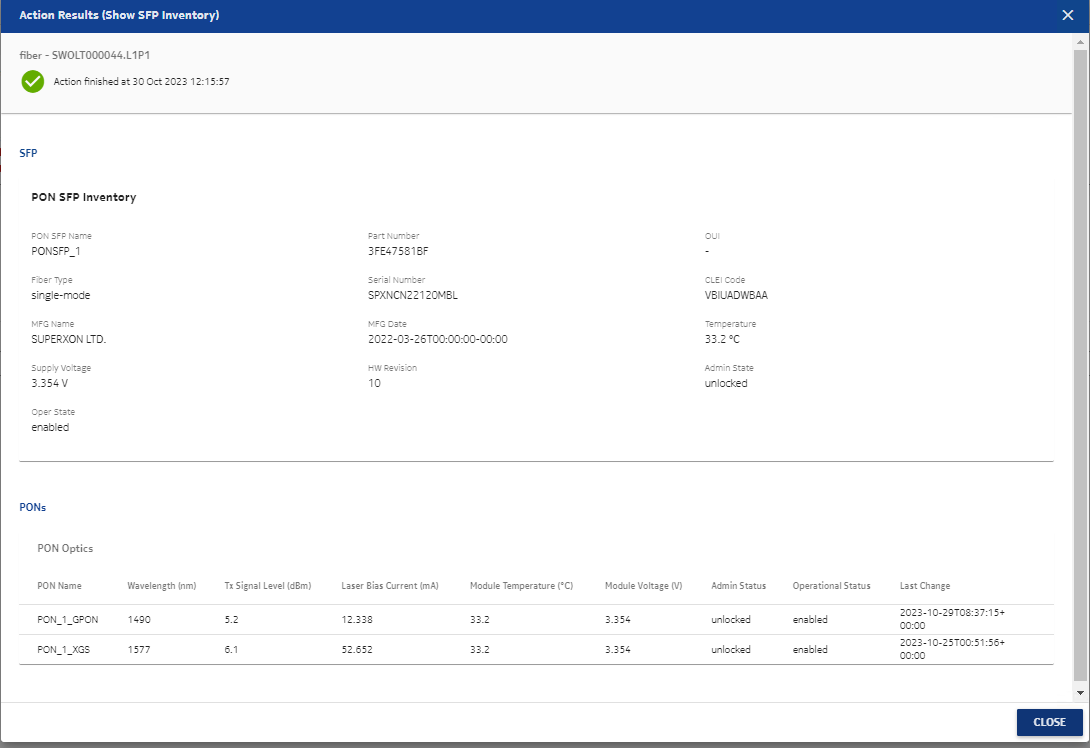 Action Results (Show SFP Inventory)
fiber - SWOLT000044.L1P1
Action finished at 30 Oct 2023 12:15:57
SFP
PON SFP Inventory
PON SFP Name Part Number OUI
PONSFP_1 3FE47581BF -
Fiber Type Serial Number CLEI Code
single-mode SPXNCN22120MBL VBIUADWBAA
MFG Name MFG Date Temperature
SUPERXON LTD. 2022-03-26T00:00:00-00:00 33.2 °C
Supply Voltage HW Revision Admin State
3.354 V 10 unlocked
Oper State
enabled
PONs
PON Optics
PON Name Wavelength (nm) Tx Signal Level (dBm) Laser Bias Current (mA) Module Temperature (°C) Module Voltage (V) Admin Status Operational Status Last Change
PON_1_GPON 1490 5.2 12.338 33.2 3.354 unlocked enabled 2023-10-29T08:37:15+
00:00
PON_1_XGS 1577 6.1 52.652 33.2 3.354 unlocked enabled 2023-10-25T00:51:56+
00:00
CLOSE